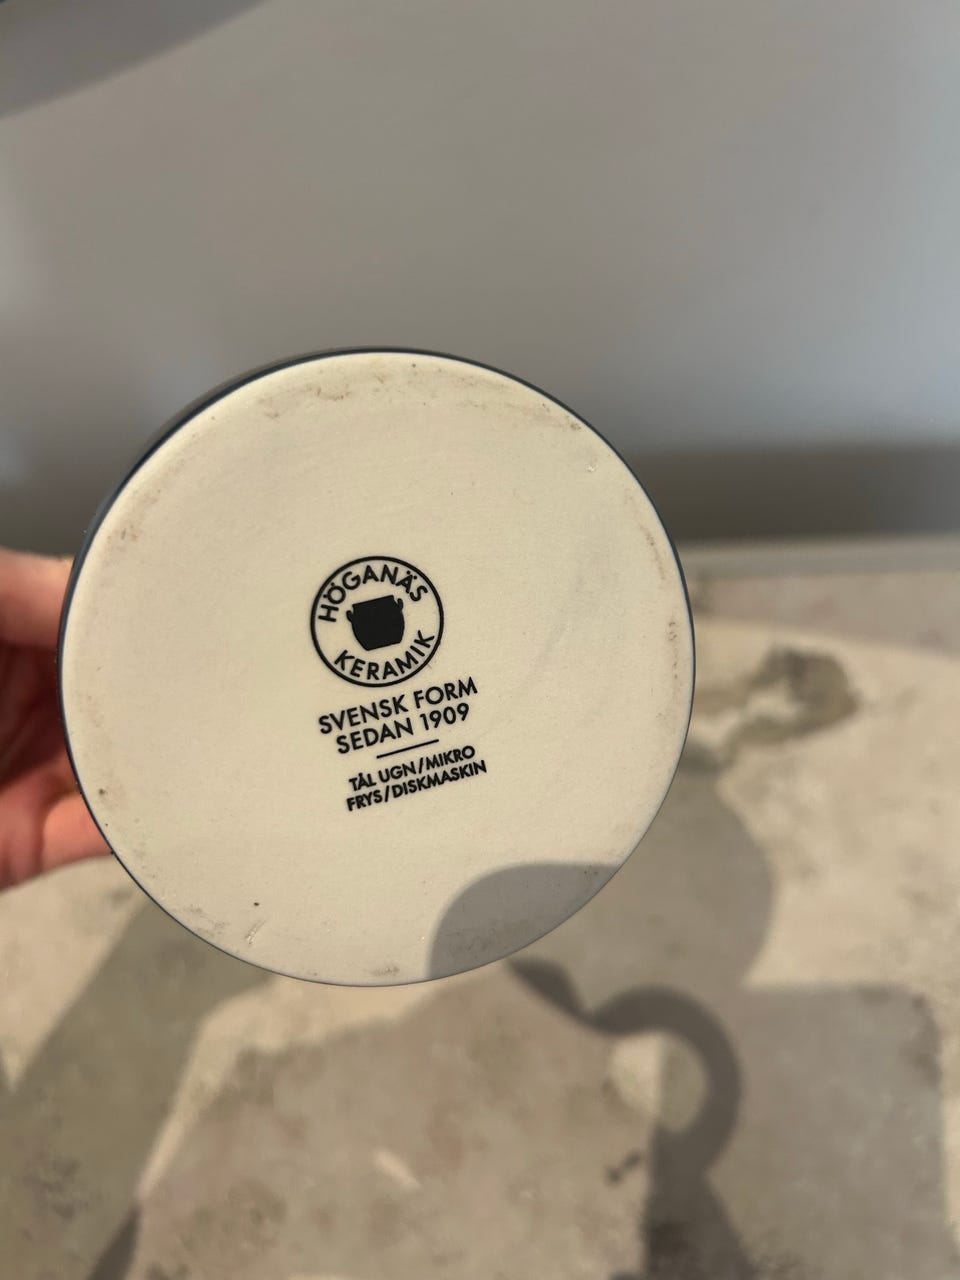 HÖGANÄS
KERAMIK
SVENSK FORM
SEDAN 1909
TÅL UGN/MIKRO
FRYS/DISKMASKIN